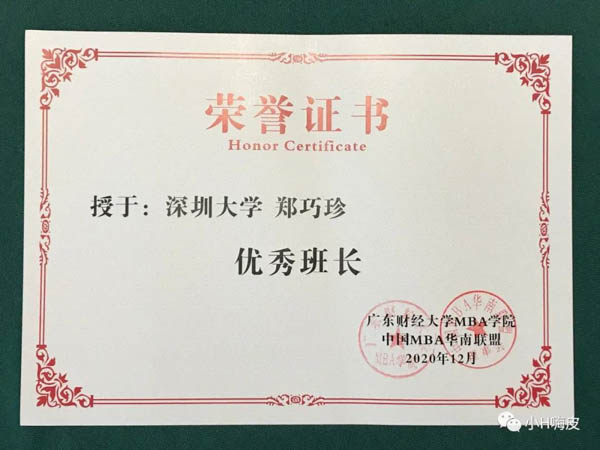 荣誉证书
Honor Certificate
授于：深圳大学 郑巧珍
优秀班长
广东财经大学MBA学院
中国MBA华南联盟
2020年12月
小H嗨皮